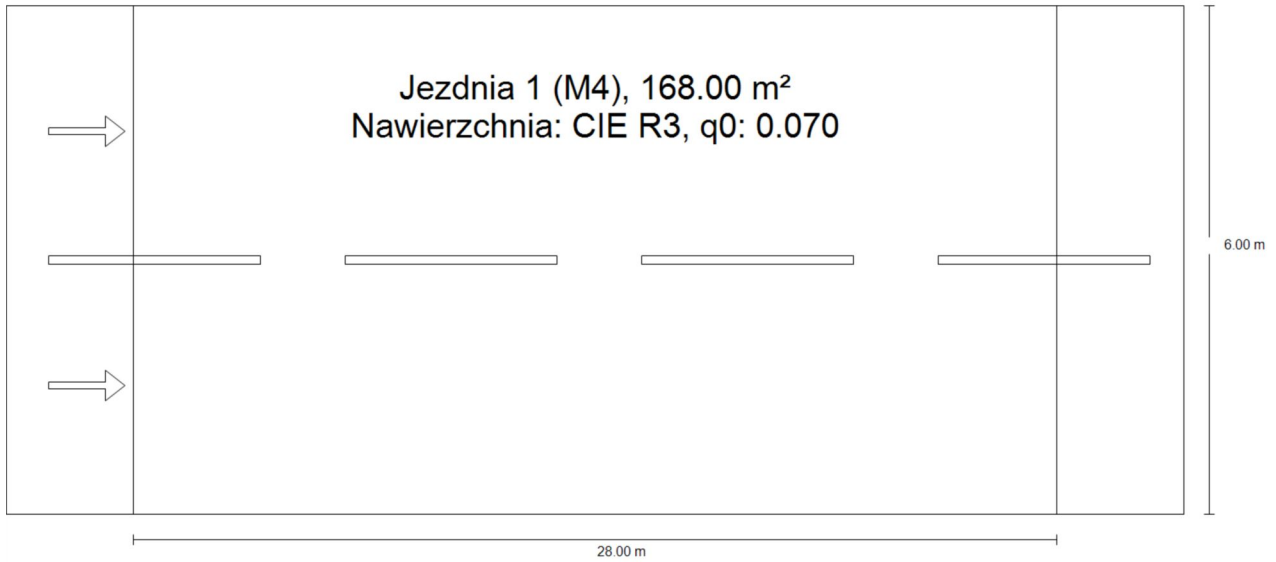 Jezdnia 1 (M4), 168.00 m²
Nawierzchnia: CIE R3, q0: 0.070
6.00 m
28.00 m